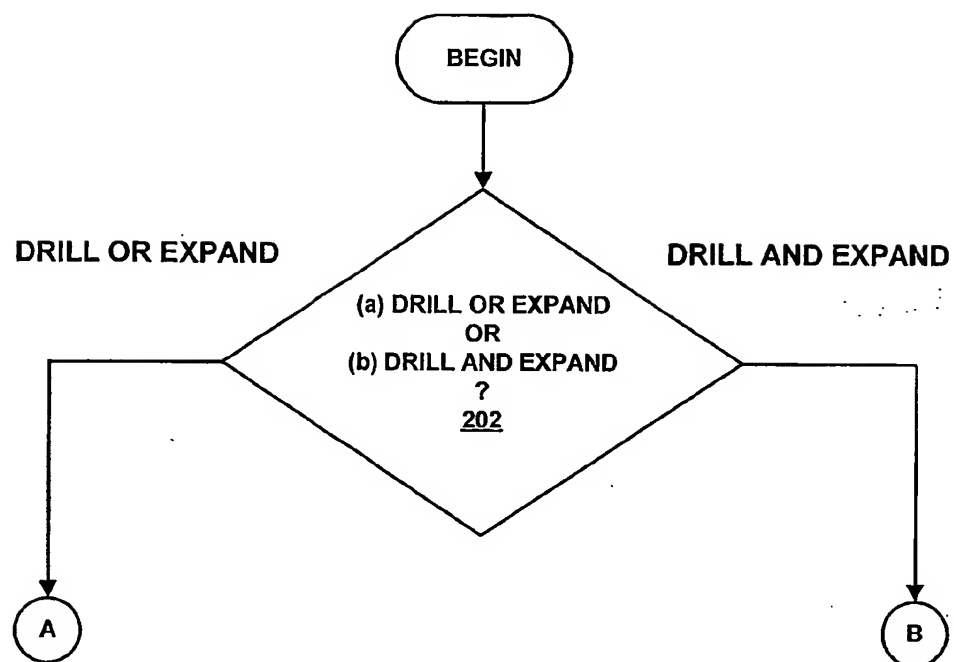 BEGIN
DRILL OR EXPAND
DRILL AND EXPAND
(a) DRILL OR EXPAND
OR
(b) DRILL AND EXPAND
?
202
A
B